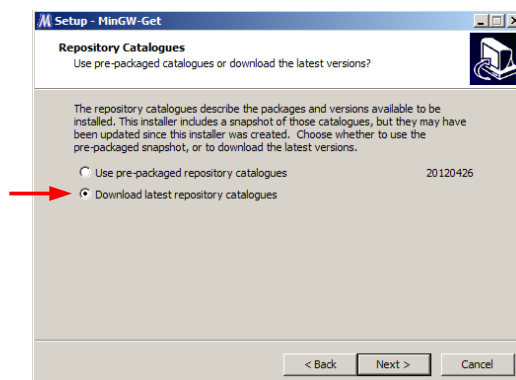 Setup - MinGW-Get
Repository Catalogues
Use pre-packaged catalogues or download the latest versions?
The repository catalogues describe the packages and versions available to be
installed. This installer includes a snapshot of those catalogues, but they may have
been updated since this installer was created. Choose whether to use the
pre-packaged snapshot, or to download the latest versions.
Use pre-packaged repository catalogues 20120426
Download latest repository catalogues
< Back Next > Cancel